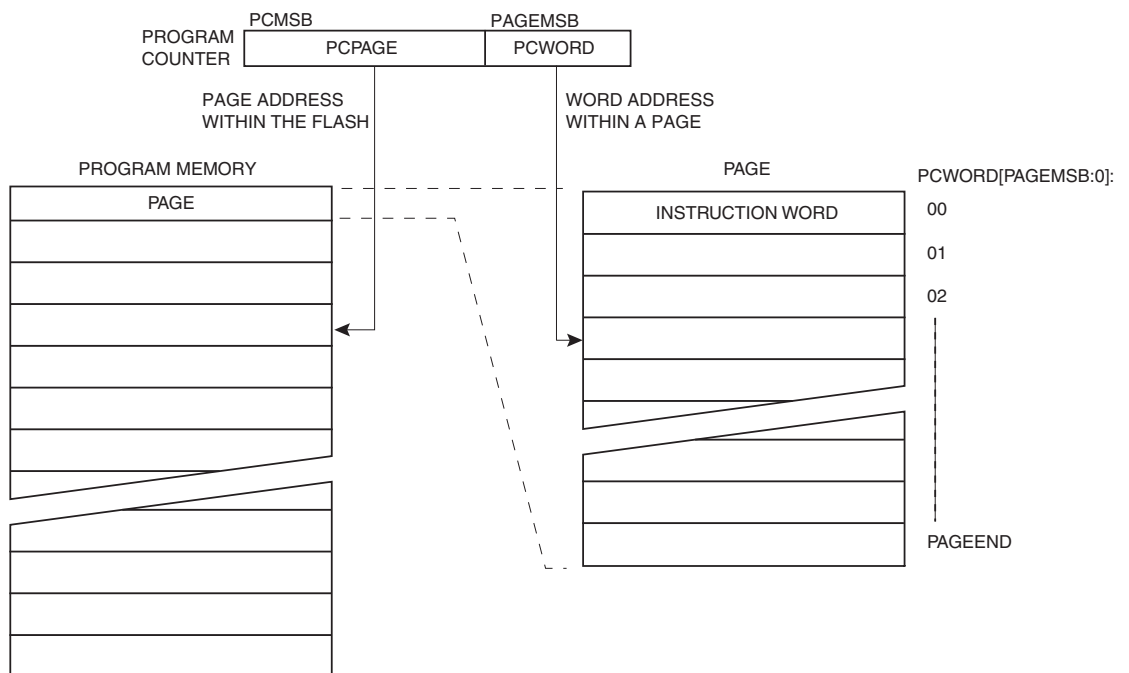 PCMSB
PAGEMSB
PROGRAM
COUNTER
PCPAGE
PCWORD
PAGE ADDRESS
WITHIN THE FLASH
WORD ADDRESS
WITHIN A PAGE
PROGRAM MEMORY
PAGE
PAGE
INSTRUCTION WORD
PCWORD[PAGEMSB:0]:
00
01
02
PAGEEND